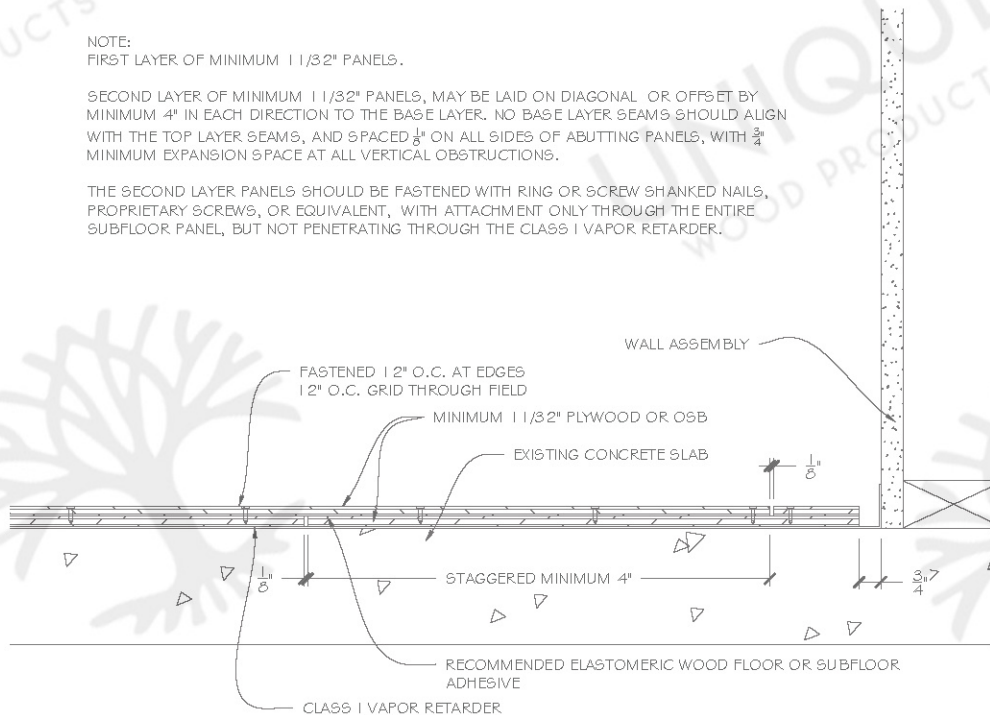 NOTE:
FIRST LAYER OF MINIMUM 11/32" PANELS.
SECOND LAYER OF MINIMUM 11/32" PANELS, MAY BE LAID ON DIAGONAL OR OFFSET BY
MINIMUM 4" IN EACH DIRECTION TO THE BASE LAYER. NO BASE LAYER SEAMS SHOULD ALIGN
WITH THE TOP LAYER SEAMS, AND SPACED 1/8" ON ALL SIDES OF ABUTTING PANELS, WITH 3/4"
MINIMUM EXPANSION SPACE AT ALL VERTICAL OBSTRUCTIONS.
THE SECOND LAYER PANELS SHOULD BE FASTENED WITH RING OR SCREW SHANKED NAILS,
PROPRIETARY SCREWS, OR EQUIVALENT, WITH ATTACHMENT ONLY THROUGH THE ENTIRE
SUBFLOOR PANEL, BUT NOT PENETRATING THROUGH THE CLASS I VAPOR RETARDER.
UNIQUE
WOOD PRODUCTS
WALL ASSEMBLY
FASTENED 12" O.C. AT EDGES
12" O.C. GRID THROUGH FIELD
MINIMUM 11/32" PLYWOOD OR OSB
EXISTING CONCRETE SLAB
1/8"
1/8"
STAGGERED MINIMUM 4"
3/4"
RECOMMENDED ELASTOMERIC WOOD FLOOR OR SUBFLOOR
ADHESIVE
CLASS I VAPOR RETARDER